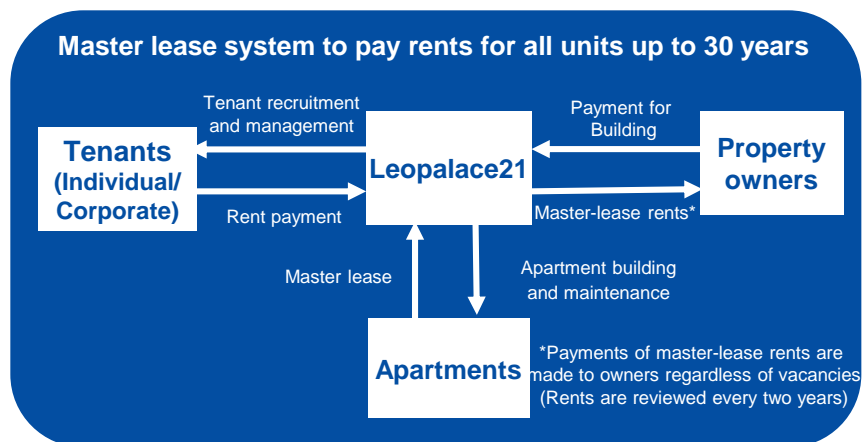 Master lease system to pay rents for all units up to 30 years
Tenant recruitment
and management
Payment for
Building
Tenants
(Individual/
Corporate)
Leopalace21
Property
owners
Rent payment
Master-lease rents*
Master lease
Apartment building
and maintenance
Apartments
*Payments of master-lease rents are
made to owners regardless of vacancies
(Rents are reviewed every two years)